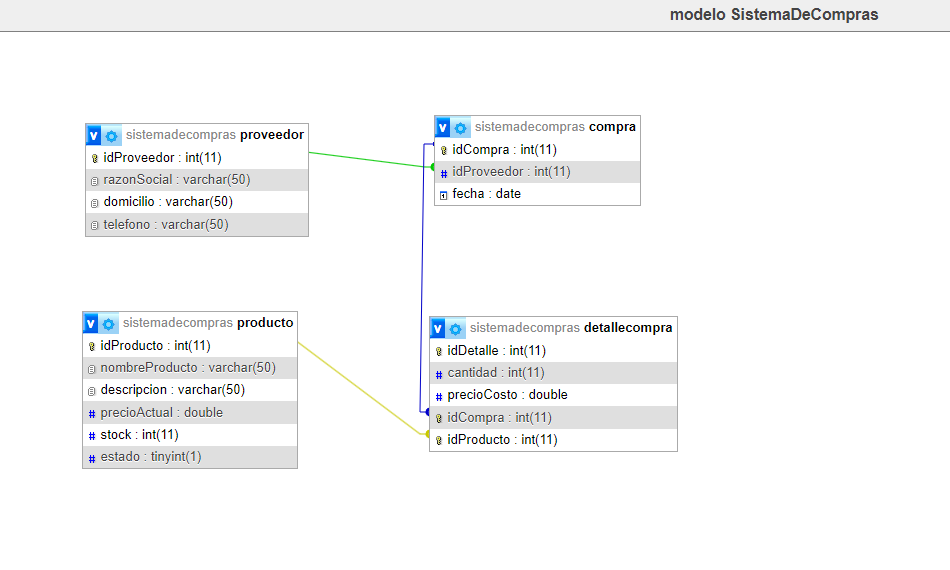 modelo SistemaDeCompras
v sistemadecompras proveedor
idProveedor : int(11)
razonSocial : varchar(50)
domicilio : varchar(50)
telefono : varchar(50)
v sistemadecompras compra
idCompra : int(11)
# idProveedor : int(11)
fecha : date
v sistemadecompras producto
idProducto : int(11)
nombreProducto : varchar(50)
descripcion : varchar(50)
# precioActual : double
# stock : int(11)
# estado : tinyint(1)
v sistemadecompras detallecompra
idDetalle : int(11)
# cantidad : int(11)
# precioCosto : double
idCompra : int(11)
idProducto : int(11)